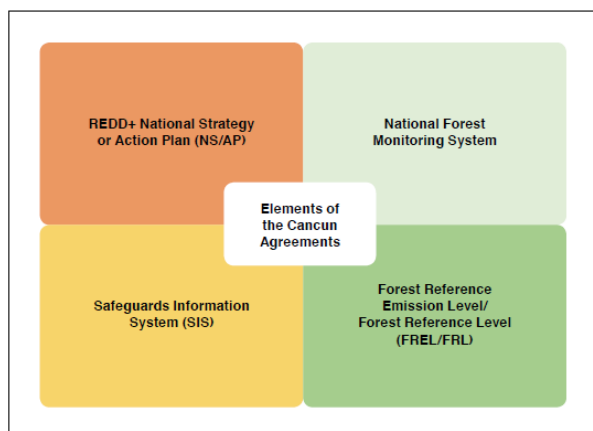 REDD+ National Strategy
or Action Plan (NS/AP)
National Forest
Monitoring System
Elements of
the Cancun
Agreements
Safeguards Information
System (SIS)
Forest Reference
Emission Level/
Forest Reference Level
(FREL/FRL)